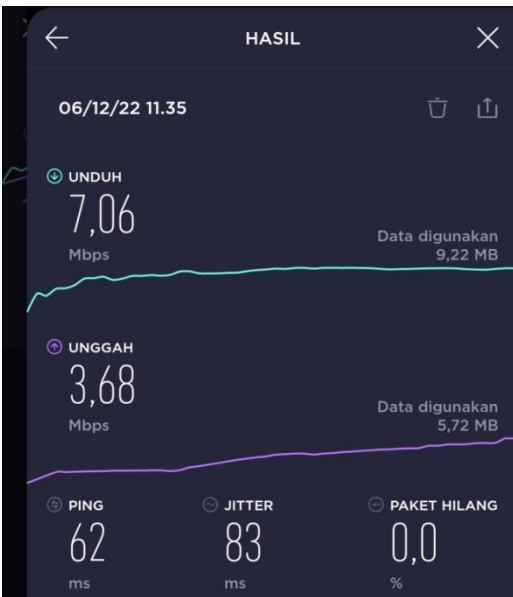 HASIL
06/12/22 11.35
UNDUH
7,06
Mbps
Data digunakan
9,22 MB
UNGGAH
3,68
Mbps
Data digunakan
5,72 MB
PING
62
ms
JITTER
83
ms
PAKET HILANG
0,0
%